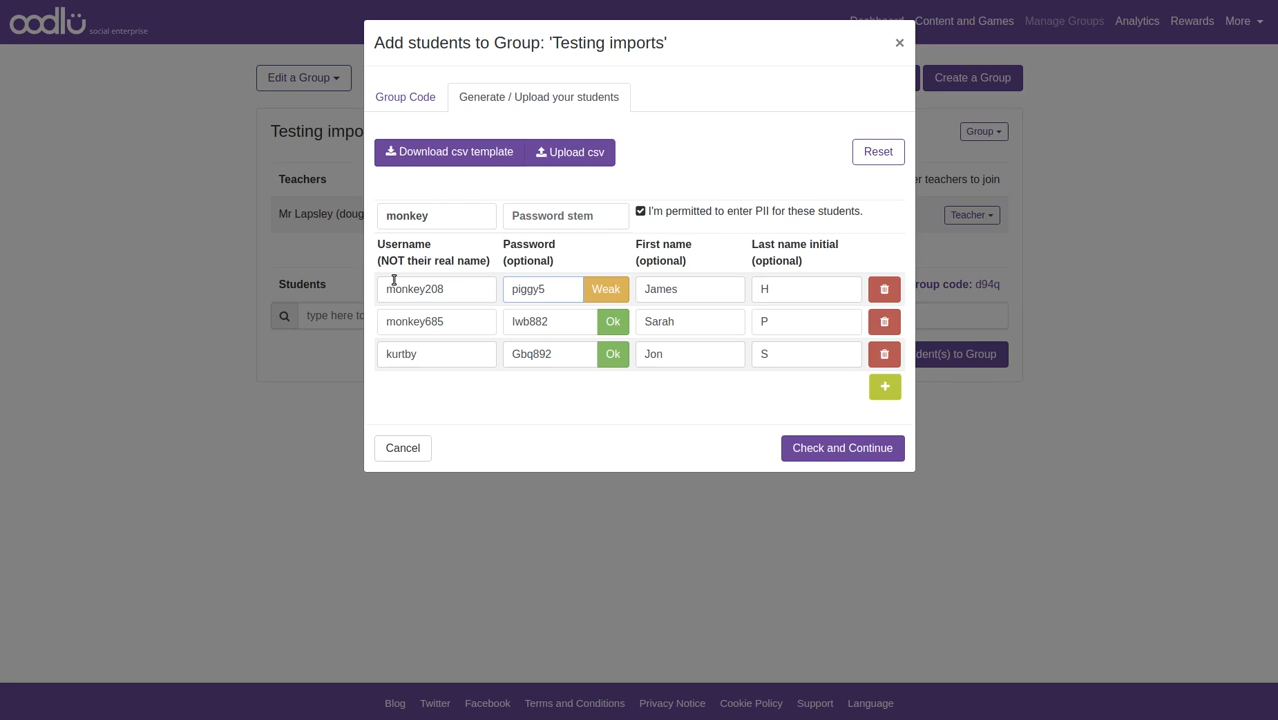 oodlü social enterprise
Dashboard Content and Games Manage Groups Analytics Rewards More
Add students to Group: 'Testing imports' ×
Edit a Group
Create a Group
Group Code Generate / Upload your students
Testing impo
Group
Download csv template Upload csv Reset
Teachers
er teachers to join
monkey Password stem I'm permitted to enter PII for these students.
Mr Lapsley (doug
Teacher
Username Password First name Last name initial
(NOT their real name) (optional) (optional) (optional)
Students
roup code: d94q
monkey208 piggy5 Weak James H
type here to
monkey685 Iwb882 Ok Sarah P
kurtby Gbq892 Ok Jon S
dent(s) to Group
+
Cancel Check and Continue
Blog Twitter Facebook Terms and Conditions Privacy Notice Cookie Policy Support Language